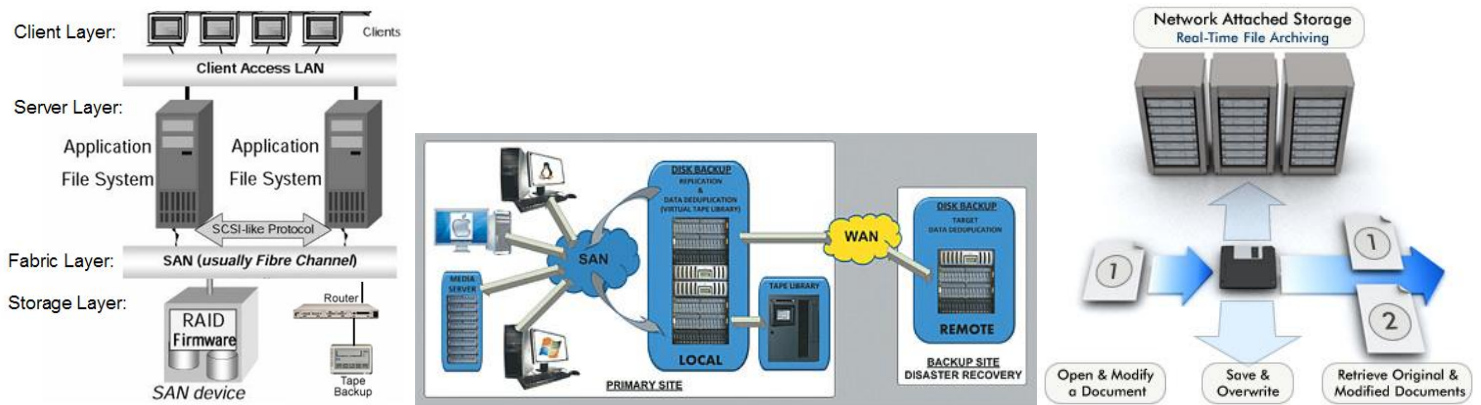 Client Layer:
Clients
Client Access LAN
Server Layer:
Application
File System
Application
File System
SCSI-like Protocol
Fabric Layer:
SAN (usually Fibre Channel)
Storage Layer:
Router
RAID
Firmware
Tape
Backup
SAN device
DISK BACKUP
REPLICATION
&
DATA DEDUPLICATION
(VIRTUAL TAPE LIBRARY)
SAN
MEDIA
SERVER
LOCAL
TAPE LIBRARY
PRIMARY SITE
WAN
DISK BACKUP
TARGET
DATA DEDUPLICATION
REMOTE
BACKUP SITE
DISASTER RECOVERY
Network Attached Storage
Real-Time File Archiving
1
1
2
Open & Modify
a Document
Save &
Overwrite
Retrieve Original &
Modified Documents